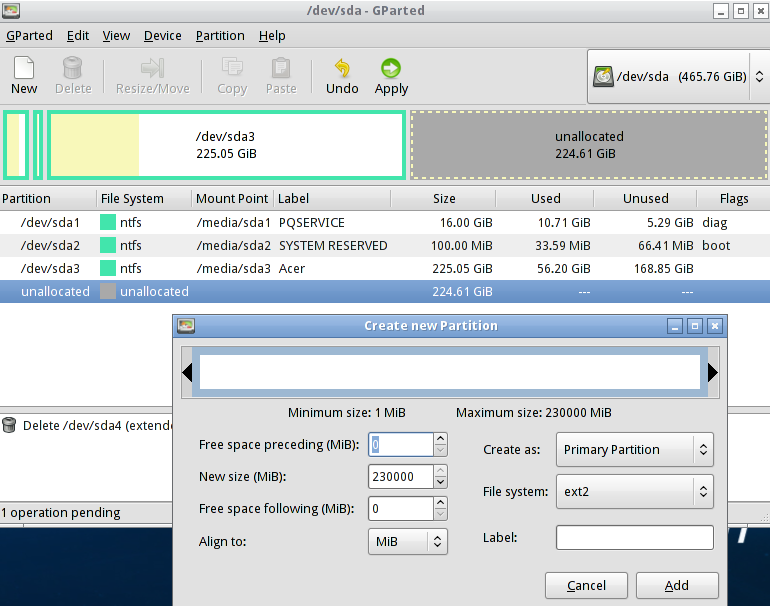 /dev/sda - GParted
GParted Edit View Device Partition Help
New Delete Resize/Move Copy Paste Undo Apply
/dev/sda (465.76 GiB)
/dev/sda3
225.05 GiB
unallocated
224.61 GiB
Partition File System Mount Point Label Size Used Unused Flags
/dev/sda1 ntfs /media/sda1 PQSERVICE 16.00 GiB 10.71 GiB 5.29 GiB diag
/dev/sda2 ntfs /media/sda2 SYSTEM RESERVED 100.00 MiB 33.59 MiB 66.41 MiB boot
/dev/sda3 ntfs /media/sda3 Acer 225.05 GiB 56.20 GiB 168.85 GiB
unallocated unallocated 224.61 GiB --- ---
Create new Partition
Minimum size: 1 MiB Maximum size: 230000 MiB
Free space preceding (MiB): 0
New size (MiB): 230000
Free space following (MiB): 0
Align to: MiB
Create as: Primary Partition
File system: ext2
Label:
Cancel Add
Delete /dev/sda4 (extend
1 operation pending